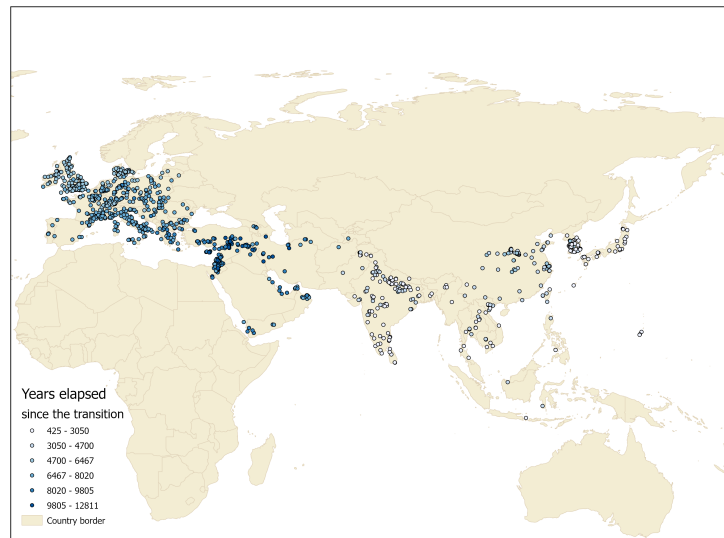 Years elapsed
since the transition
425 - 3050
3050 - 4700
4700 - 6467
6467 - 8020
8020 - 9805
9805 - 12811
Country border